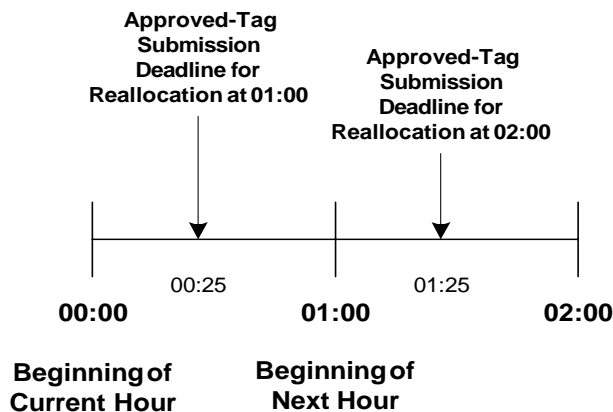 Approved-Tag
Submission
Deadline for
Reallocation at 01:00
Approved-Tag
Submission
Deadline for
Reallocation at 02:00
00:25
01:25
00:00
01:00
02:00
Beginning of
Current Hour
Beginning of
Next Hour